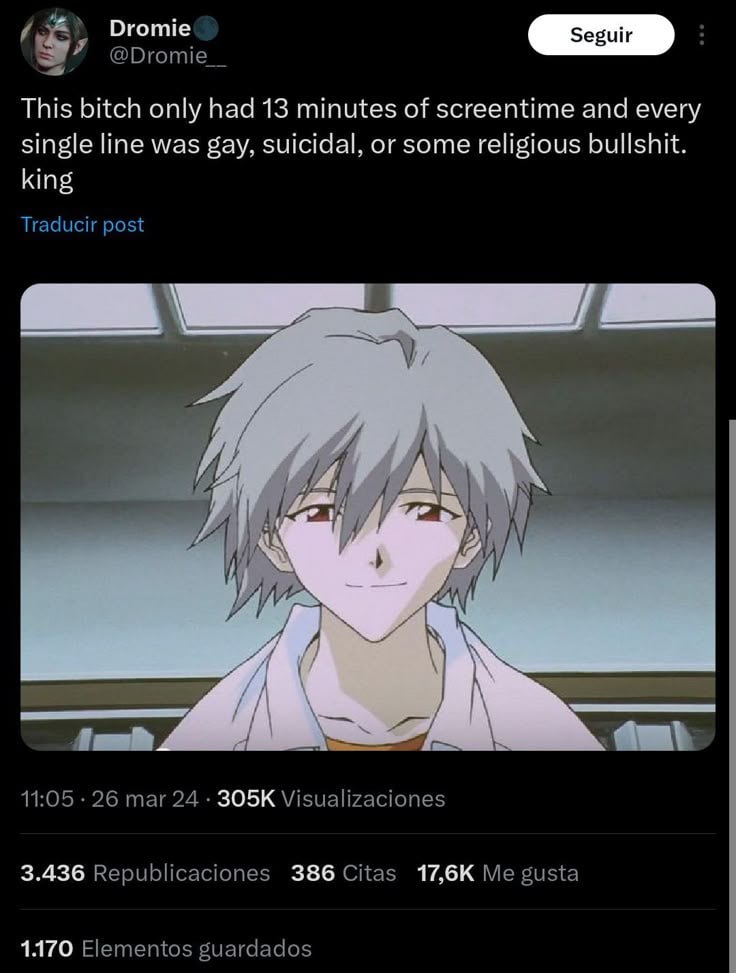 Dromie
@Dromie__
Seguir
This bitch only had 13 minutes of screentime and every
single line was gay, suicidal, or some religious bullshit.
king
Traducir post
11:05 · 26 mar 24 · 305K Visualizaciones
3.436 Republicaciones 386 Citas 17,6K Me gusta
1.170 Elementos guardados